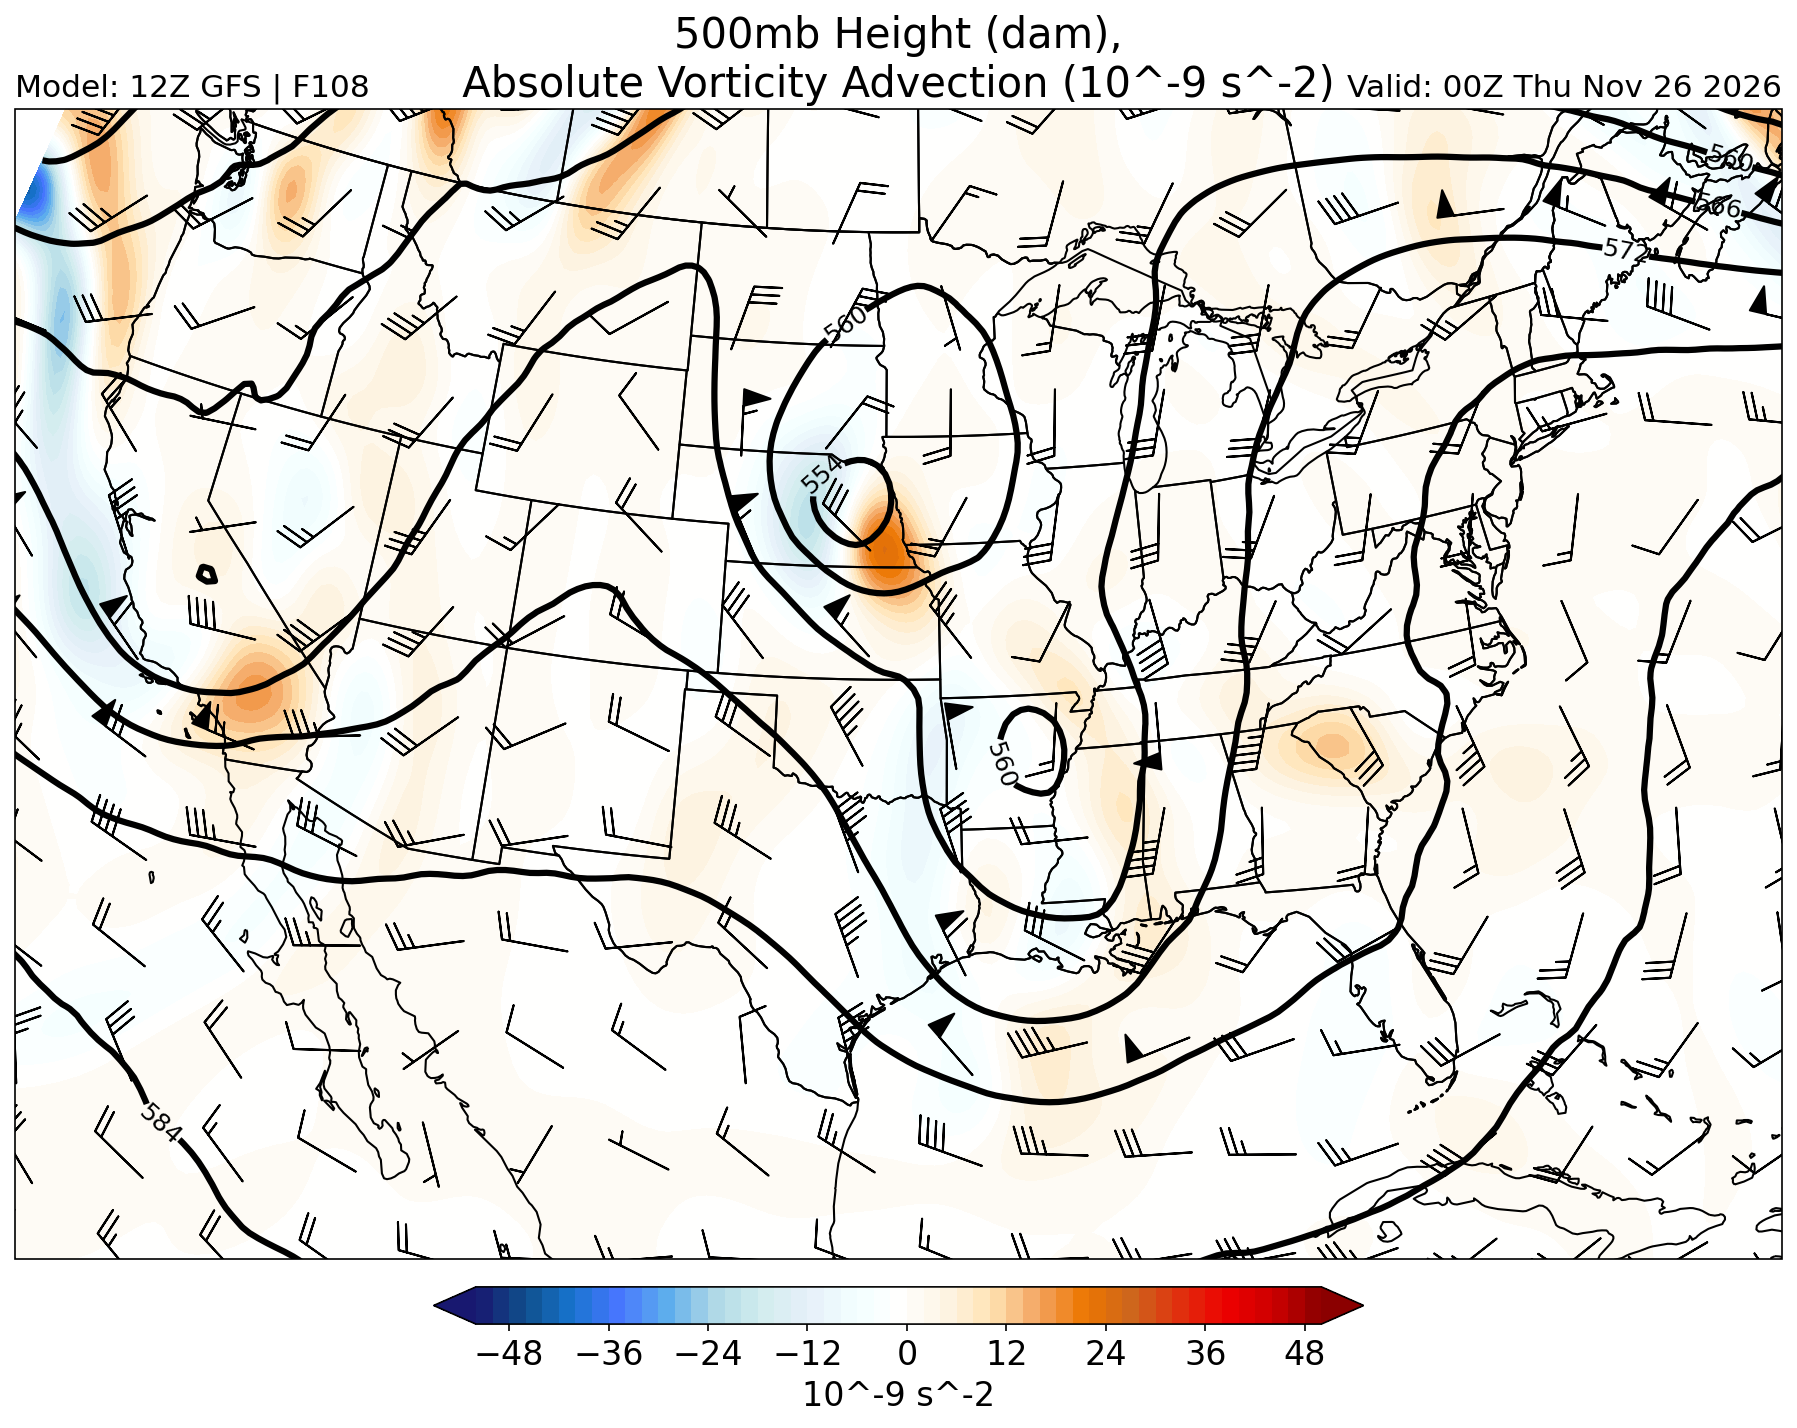 500mb Height (dam),
Absolute Vorticity Advection (10^-9 s^-2)
Model: 12Z GFS | F108
Valid: 00Z Thu Nov 26 2026
560
566
572
560
554
560
584
−48 −36 −24 −12 0 12 24 36 48
10^-9 s^-2